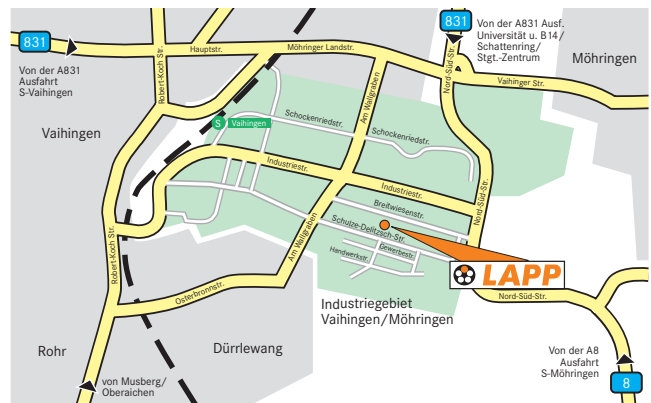 831
Von der A831
Ausfahrt
S-Vaihingen
Hauptstr.
Möhringer Landstr.
831
Von der A831 Ausf.
Universität u. B14/
Schattenring/
Stgt.-Zentrum
Möhringen
Robert-Koch Str.
Nord-Süd-Str.
Vaihinger Str.
Am Wallgraben
Vaihingen
S Vaihingen
Schockenriedstr.
Schockenriedstr.
Industriestr.
Industriestr.
Breitwiesenstr.
Nord-Süd-Str.
Schulze-Delitzsch-Str.
Am Wallgraben
Gewerbestr.
Handwerkstr.
Robert-Koch Str.
LAPP
Osterbronnstr.
Nord-Süd-Str.
Industriegebiet
Vaihingen/Möhringen
Rohr
Dürrlewang
Von der A8
Ausfahrt
S-Möhringen
8
von Musberg/
Oberaichen